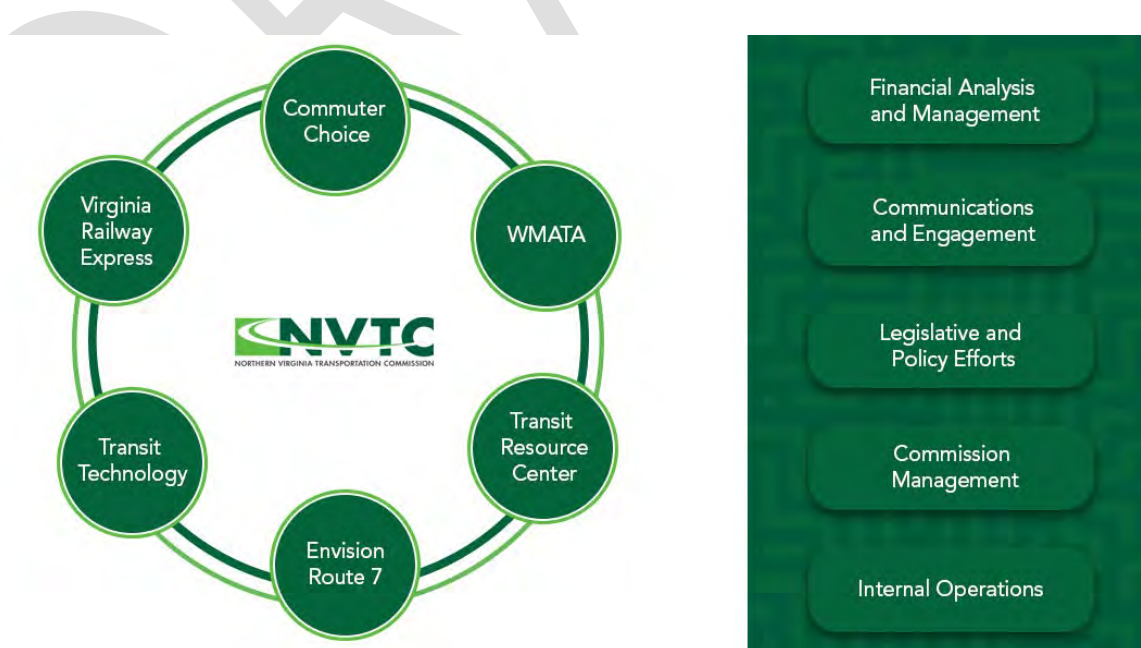 Commuter
Choice
Virginia
Railway
Express
WMATA
NVTC
NORTHERN VIRGINIA TRANSPORTATION COMMISSION
Transit
Technology
Transit
Resource
Center
Envision
Route 7
Financial Analysis
and Management
Communications
and Engagement
Legislative and
Policy Efforts
Commission
Management
Internal Operations